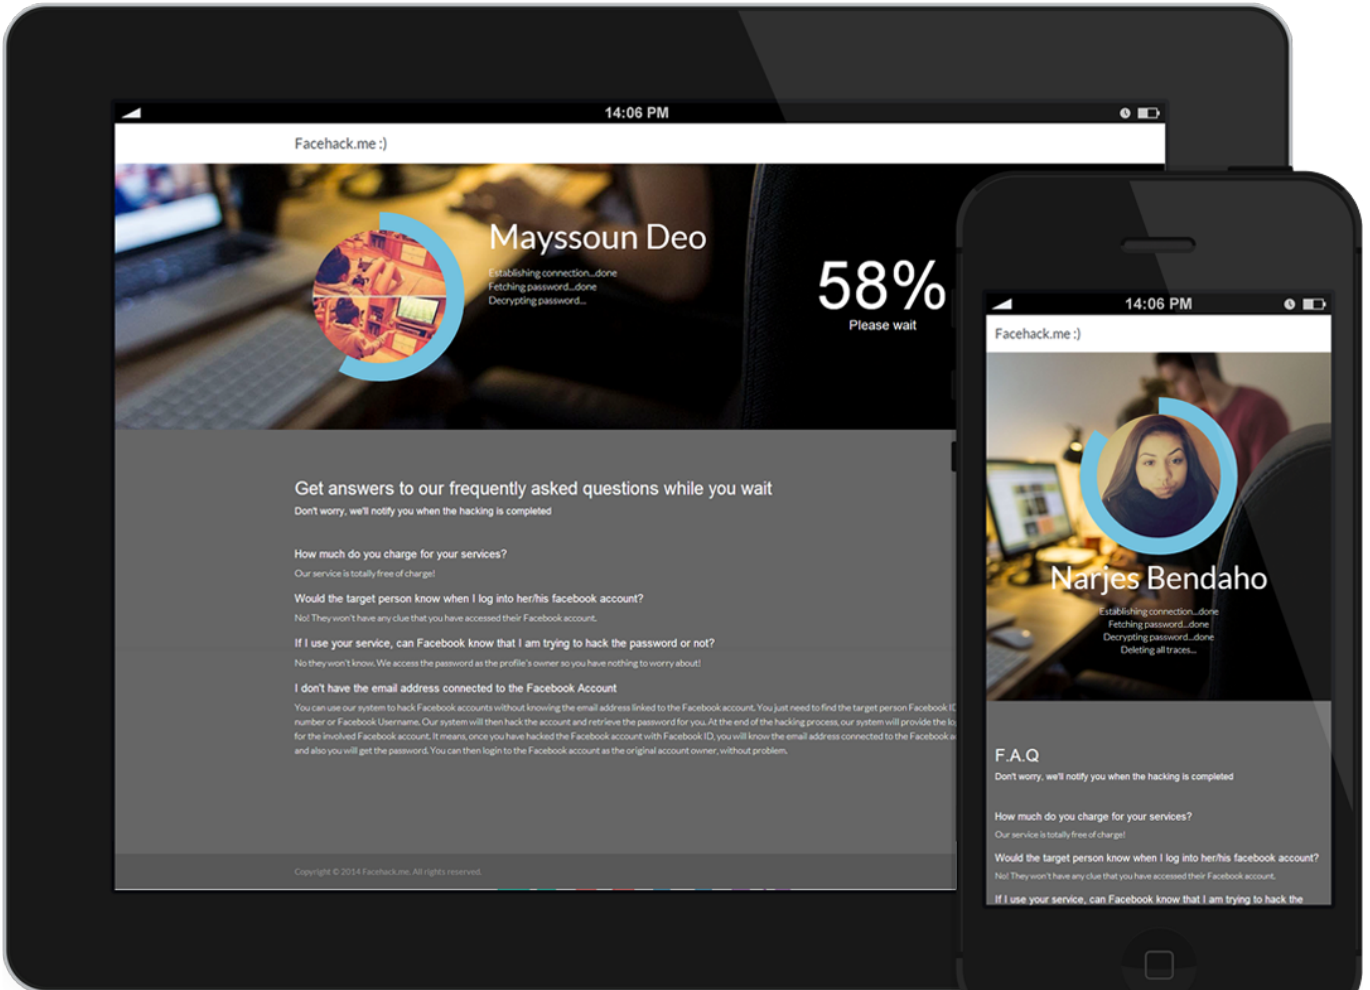 14:06 PM
Facehack.me :)
Mayssoun Deo
Establishing connection...done
Fetching password...done
Decrypting password...
58%
Please wait
Get answers to our frequently asked questions while you wait
Don't worry, we'll notify you when the hacking is completed
How much do you charge for your services?
Our service is totally free of charge!
Would the target person know when I log into her/his facebook account?
No! They won't have any clue that you have accessed their Facebook account.
If I use your service, can Facebook know that I am trying to hack the password or not?
No they won't know. We access the password as the profile's owner so you have nothing to worry about!
I don't have the email address connected to the Facebook Account
You can use our system to hack Facebook accounts without knowing the email address linked to the Facebook account. You just need to find the target person Facebook ID
number or Facebook Username. Our system will then hack the account and retrieve the password for you. At the end of the hacking process, our system will provide the
for the involved Facebook account. It means, once you have hacked the Facebook account with Facebook ID, you will know the email address connected to the Facebook
and also you will get the password. You can then login to the Facebook account as the original account owner, without problem.
Copyright © 2014 Facehack.me. All rights reserved.
14:06 PM
Facehack.me :)
Narjes Bendaho
Establishing connection...done
Fetching password...done
Decrypting password...done
Deleting all traces...
F.A.Q
Don't worry, we'll notify you when the hacking is completed
How much do you charge for your services?
Our service is totally free of charge!
Would the target person know when I log into her/his facebook account?
No! They won't have any clue that you have accessed their Facebook account.
If I use your service, can Facebook know that I am trying to hack the